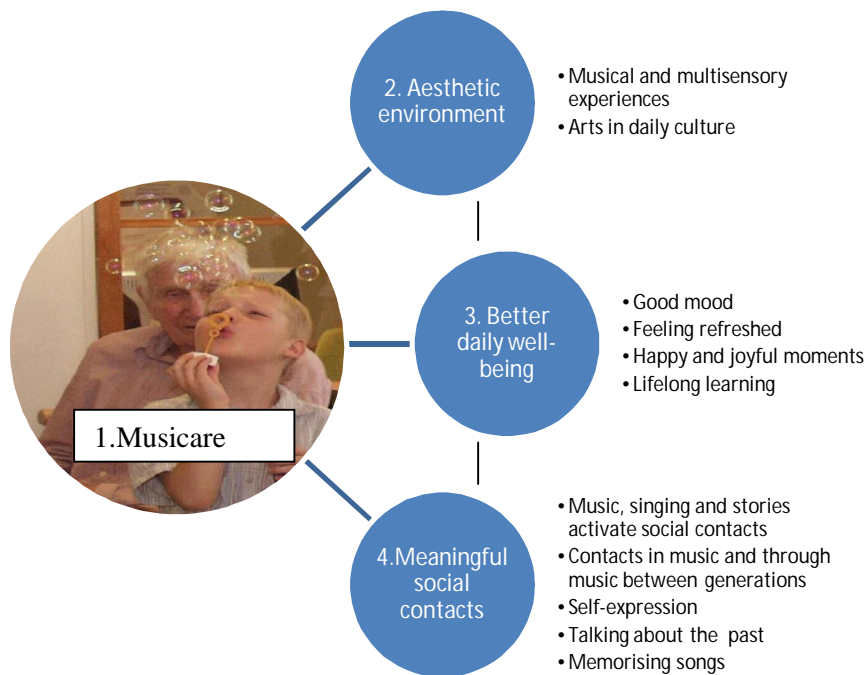 2. Aesthetic
environment
• Musical and multisensory
experiences
• Arts in daily culture
1.Musicare
3. Better
daily well-
being
• Good mood
• Feeling refreshed
• Happy and joyful moments
• Lifelong learning
4.Meaningful
social
contacts
• Music, singing and stories
activate social contacts
• Contacts in music and through
music between generations
• Self-expression
• Talking about the past
• Memorising songs